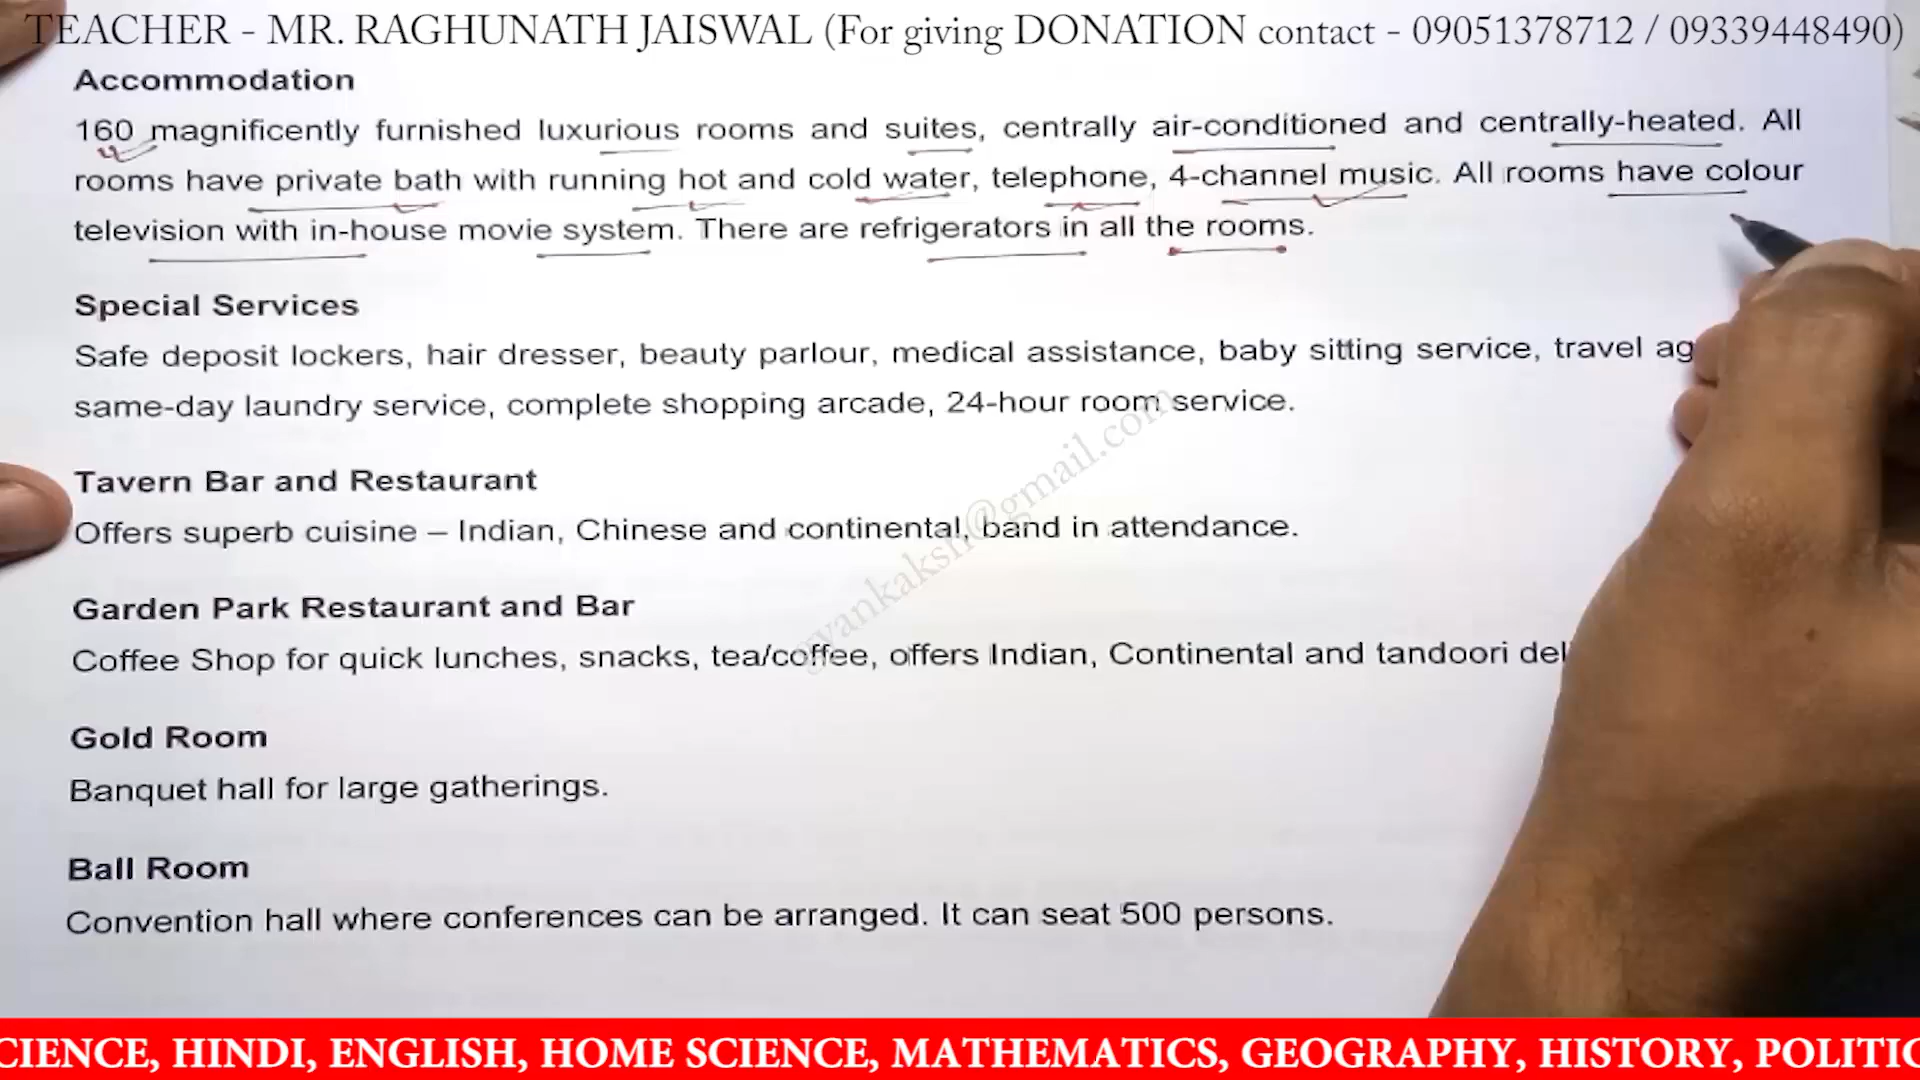 TEACHER - MR. RAGHUNATH JAISWAL (For giving DONATION contact - 09051378712 / 09339448490)
Accommodation
160 magnificently furnished luxurious rooms and suites, centrally air-conditioned and centrally-heated. All
rooms have private bath with running hot and cold water, telephone, 4-channel music. All rooms have colour
television with in-house movie system. There are refrigerators in all the rooms.
Special Services
Safe deposit lockers, hair dresser, beauty parlour, medical assistance, baby sitting service, travel ag
same-day laundry service, complete shopping arcade, 24-hour room service.
Tavern Bar and Restaurant
Offers superb cuisine – Indian, Chinese and continental, band in attendance.
Garden Park Restaurant and Bar
Coffee Shop for quick lunches, snacks, tea/coffee, offers Indian, Continental and tandoori del
Gold Room
Banquet hall for large gatherings.
Ball Room
Convention hall where conferences can be arranged. It can seat 500 persons.
gyankaksh@gmail.com
CIENCE, HINDI, ENGLISH, HOME SCIENCE, MATHEMATICS, GEOGRAPHY, HISTORY, POLITIC